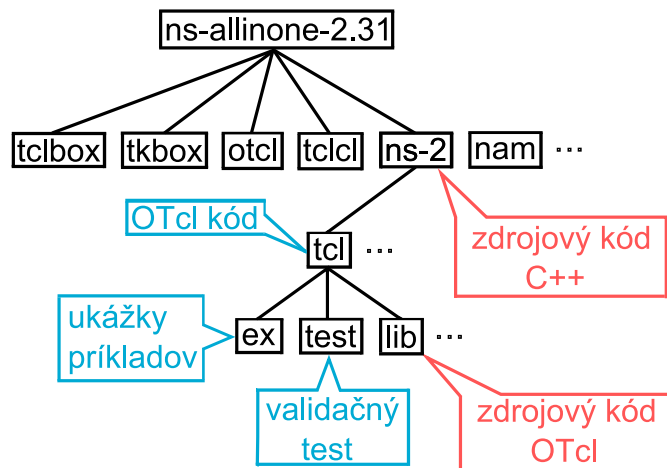 ns-allinone-2.31
tclbox tkbox otcl tclcl ns-2 nam ...
OTcl kód
tcl ...
zdrojový kód
C++
ukážky
príkladov
ex test lib ...
validačný
test
zdrojový kód
OTcl